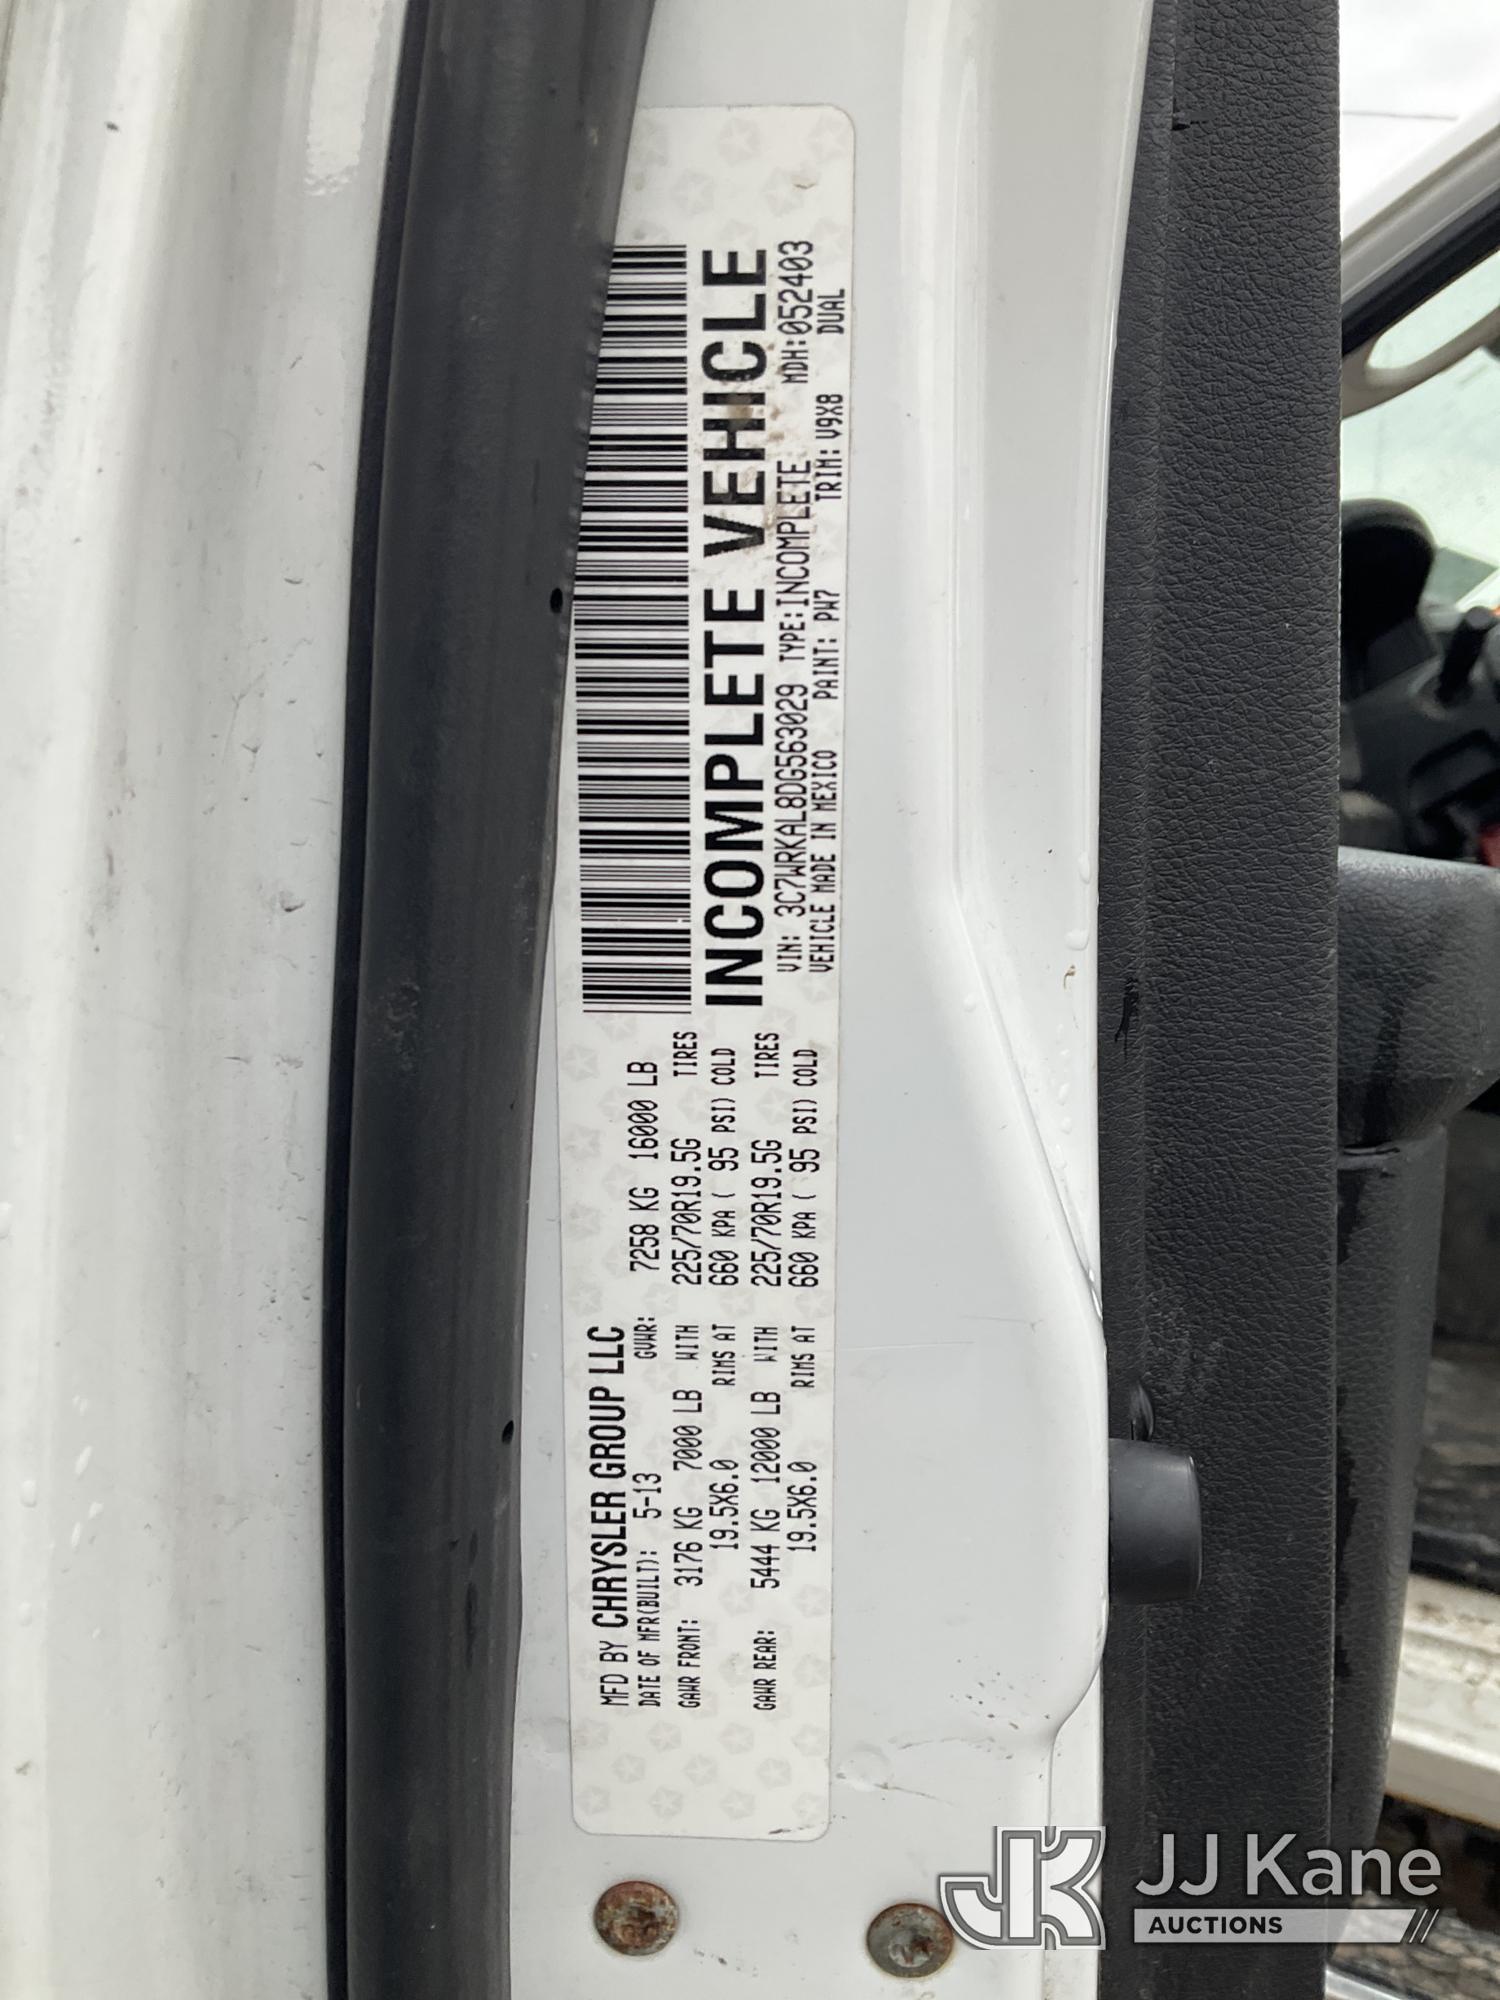 MFD BY CHRYSLER GROUP LLC
DATE OF MFR(BUILT): 5-13 GVWR: 7258 KG 16000 LB
GAWR FRONT: 3176 KG 7000 LB WITH 225/70R19.5G TIRES
19.5X6.0 RIMS AT 660 KPA ( 95 PSI) COLD
GAWR REAR: 5444 KG 12000 LB WITH 225/70R19.5G TIRES
19.5X6.0 RIMS AT 660 KPA ( 95 PSI) COLD
INCOMPLETE VEHICLE
VIN: 3C7WRKAL8DG563029 TYPE:INCOMPLETE MDH:052403
VEHICLE MADE IN MEXICO PAINT: PW7 TRIM: V9X8 DUAL
JK JJ Kane
AUCTIONS